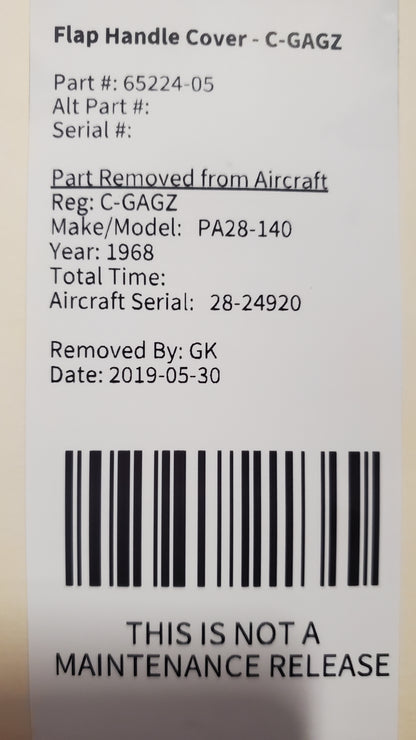 Flap Handle Cover - C-GAGZ
Part #: 65224-05
Alt Part #:
Serial #:
Part Removed from Aircraft
Reg: C-GAGZ
Make/Model: PA28-140
Year: 1968
Total Time:
Aircraft Serial: 28-24920
Removed By: GK
Date: 2019-05-30
THIS IS NOT A
MAINTENANCE RELEASE